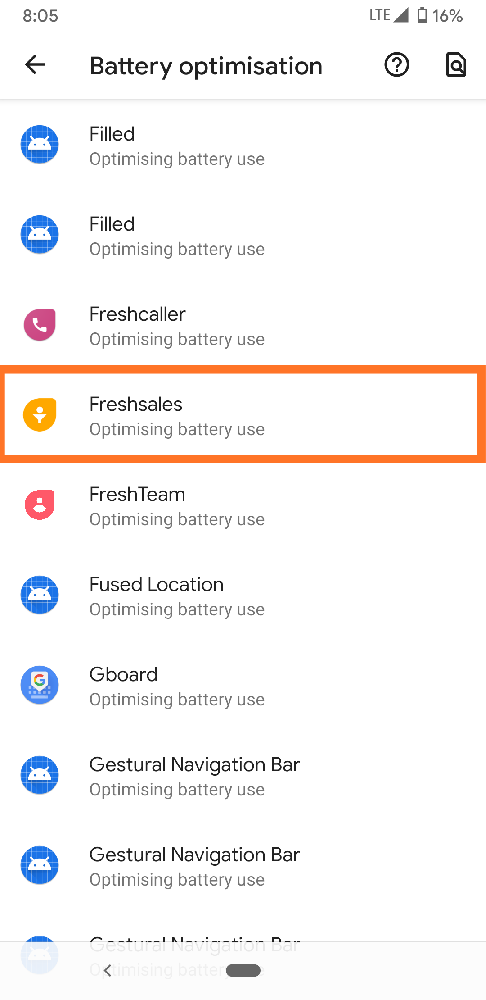 8:05 LTE 16%
Battery optimisation
Filled
Optimising battery use
Filled
Optimising battery use
Freshcaller
Optimising battery use
Freshsales
Optimising battery use
FreshTeam
Optimising battery use
Fused Location
Optimising battery use
Gboard
Optimising battery use
Gestural Navigation Bar
Optimising battery use
Gestural Navigation Bar
Optimising battery use
Gestural Navigation Bar
Optimising battery use